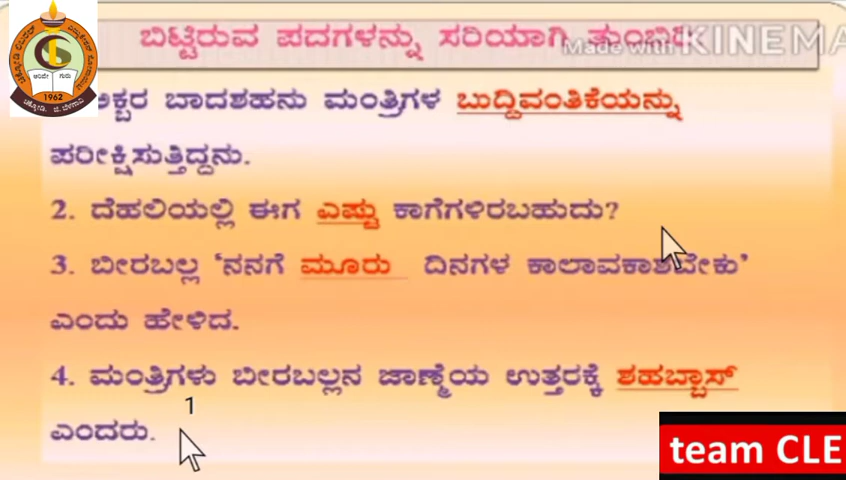 ಬಿಟ್ಟಿರುವ ಪದಗಳನ್ನು ಸರಿಯಾಗಿ ತುಂಬಿರಿ
Made with KINEMA
ಅಕ್ಬರ ಬಾದಶಹನು ಮಂತ್ರಿಗಳ ಬುದ್ದಿವಂತಿಕೆಯನ್ನು
1962
ಪರೀಕ್ಷಿಸುತ್ತಿದ್ದನು.
2. ದೆಹಲಿಯಲ್ಲಿ ಈಗ ಎಷ್ಟು ಕಾಗೆಗಳಿರಬಹುದು?
3. ಬೀರಬಲ್ಲ ‘ನನಗೆ ಮೂರು ದಿನಗಳ ಕಾಲಾವಕಾಶಬೇಕು’
ಎಂದು ಹೇಳಿದ.
4. ಮಂತ್ರಿಗಳು ಬೀರಬಲ್ಲನ ಜಾಣ್ಮೆಯ ಉತ್ತರಕ್ಕೆ ಶಹಬ್ಬಾಸ್
1
ಎಂದರು.
team CLE